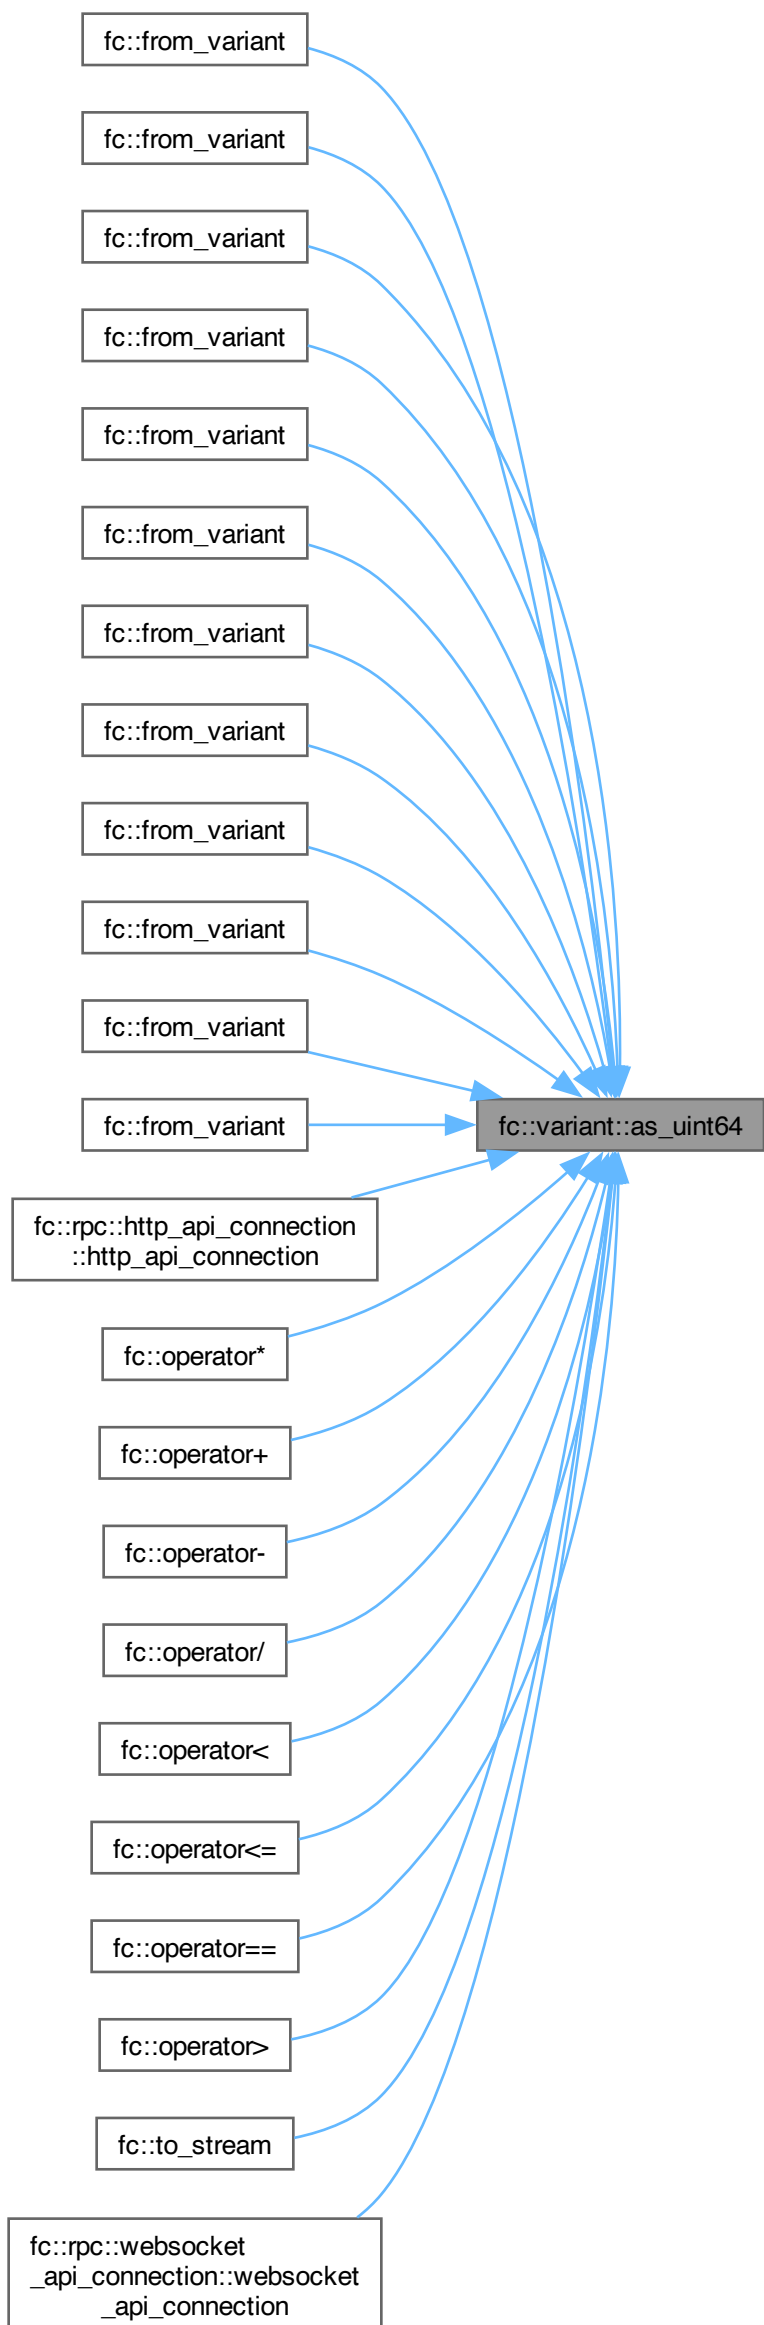 fc::from_variant
fc::from_variant
fc::from_variant
fc::from_variant
fc::from_variant
fc::from_variant
fc::from_variant
fc::from_variant
fc::from_variant
fc::from_variant
fc::from_variant
fc::from_variant
fc::variant::as_uint64
fc::rpc::http_api_connection
::http_api_connection
fc::operator*
fc::operator+
fc::operator-
fc::operator/
fc::operator<
fc::operator<=
fc::operator==
fc::operator>
fc::to_stream
fc::rpc::websocket
_api_connection::websocket
_api_connection